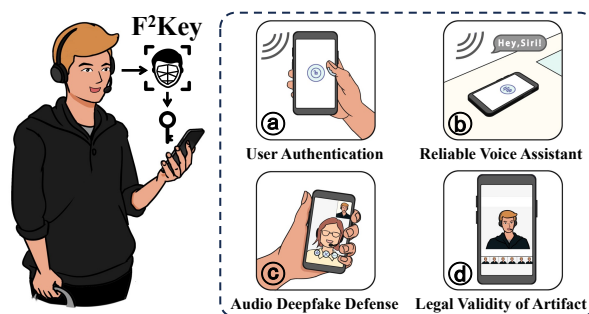 F²Key
Hey,Siri!
a
b
User Authentication
Reliable Voice Assistant
c
d
Audio Deepfake Defense
Legal Validity of Artifact